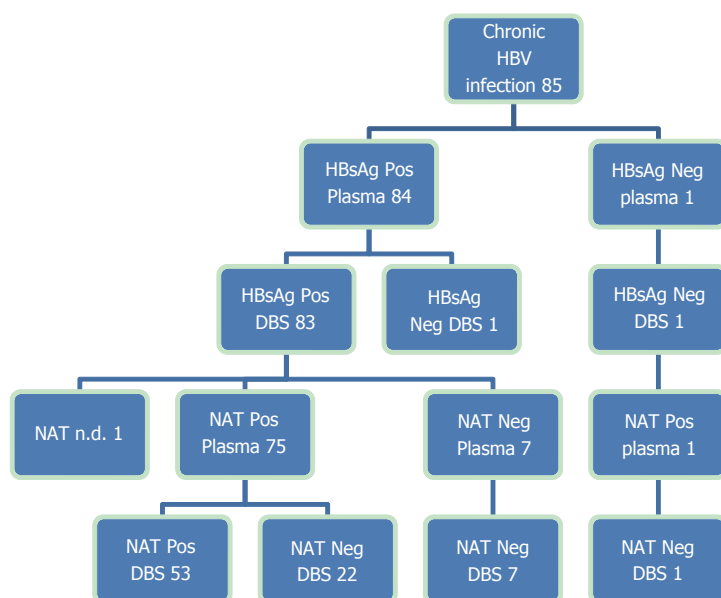 Chronic
HBV
infection 85
HBsAg Pos
Plasma 84
HBsAg Neg
plasma 1
HBsAg Pos
DBS 83
HBsAg
Neg DBS 1
HBsAg Neg
DBS 1
NAT n.d. 1
NAT Pos
Plasma 75
NAT Neg
Plasma 7
NAT Pos
plasma 1
NAT Pos
DBS 53
NAT Neg
DBS 22
NAT Neg
DBS 7
NAT Neg
DBS 1